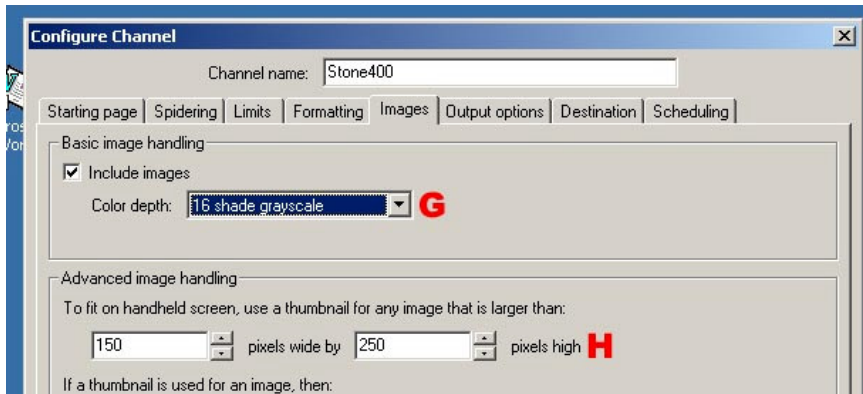 Configure Channel
Channel name: Stone400
Starting page Spidering Limits Formatting Images Output options Destination Scheduling
Basic image handling
Include images
Color depth: 16 shade grayscale G
Advanced image handling
To fit on handheld screen, use a thumbnail for any image that is larger than:
150 pixels wide by 250 pixels high H
If a thumbnail is used for an image, then: